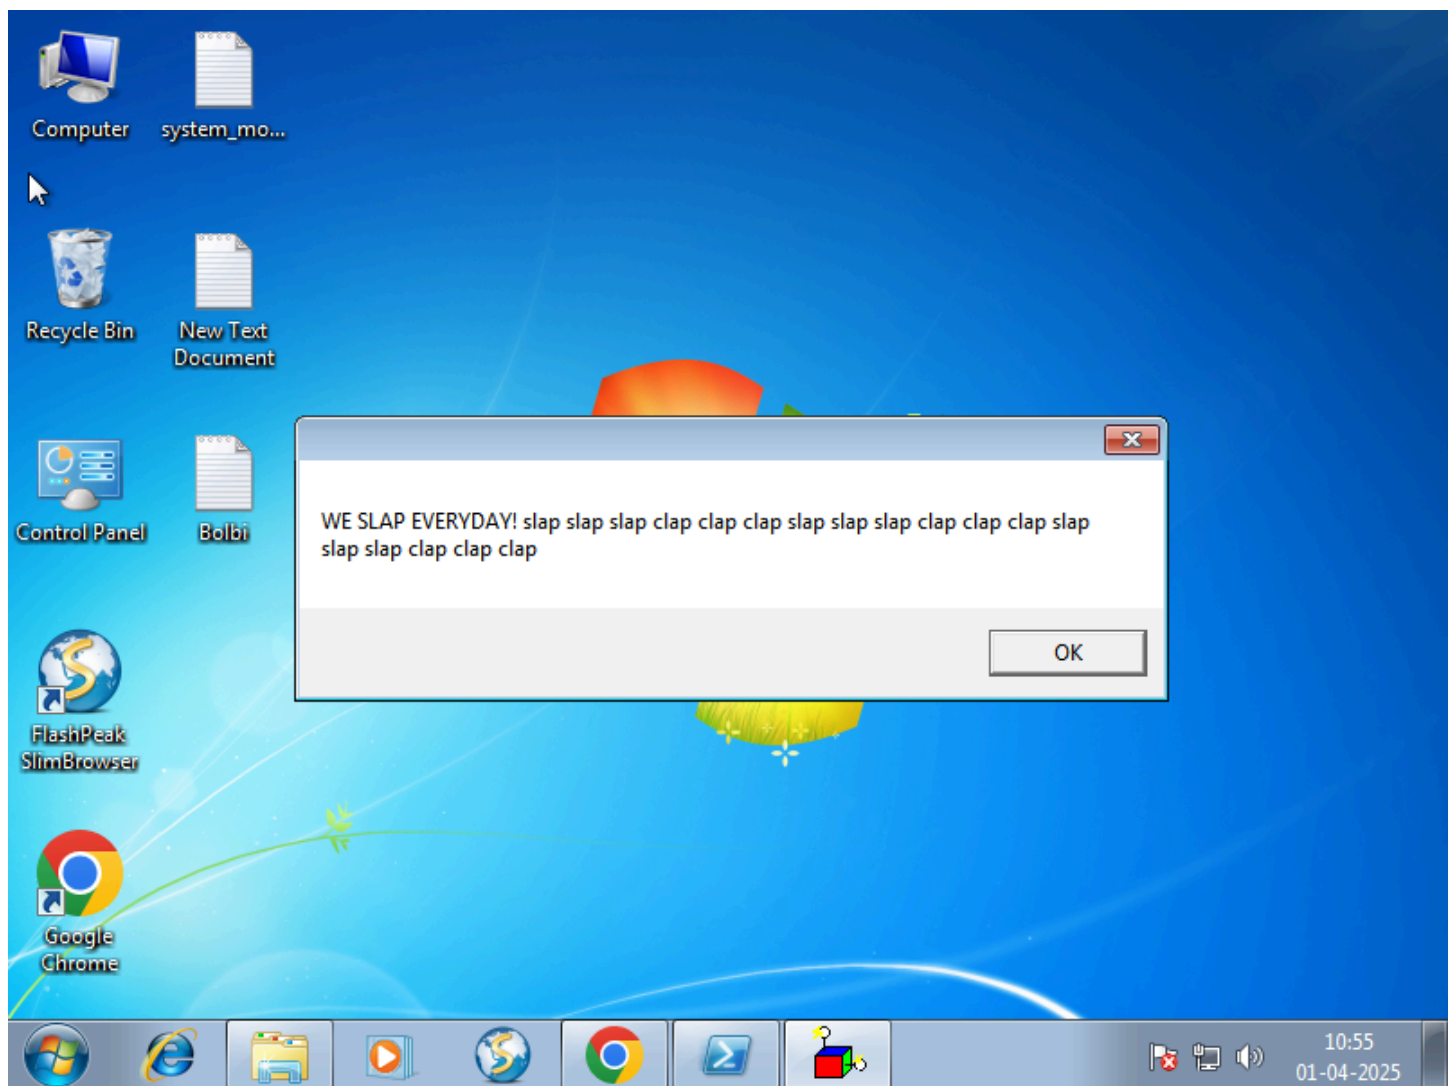 Computer
system_mo...
Recycle Bin
New Text
Document
Control Panel
Bolbi
WE SLAP EVERYDAY! slap slap slap clap clap clap slap slap slap clap clap clap slap
slap slap clap clap clap
OK
FlashPeak
SlimBrowser
Google
Chrome
10:55
01-04-2025